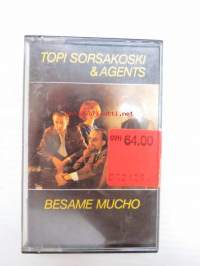 TOPI SORSAKOSKI
& AGENTS
64.00
BESAME MUCHO